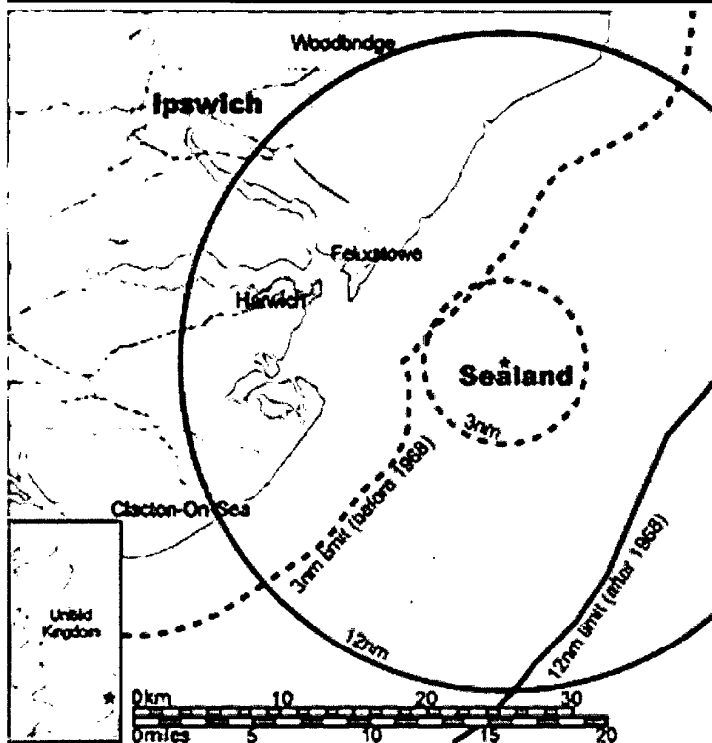 Woodbridge
Ipswich
Felixstowe
Harwich
Sealand
3nm
Clacton-On-Sea
3nm limit (before 1968)
12nm limit (after 1968)
12nm
United
Kingdom
0km 10 20 30
0miles 5 10 15 20